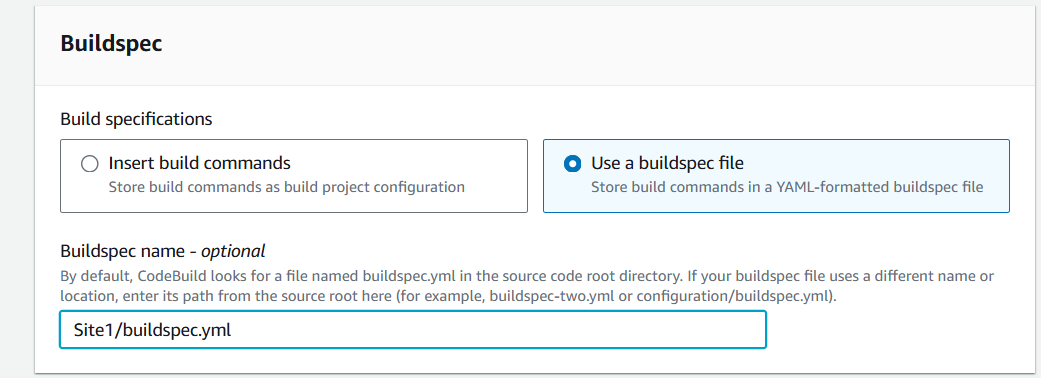 Buildspec
Build specifications
Insert build commands
Store build commands as build project configuration
Use a buildspec file
Store build commands in a YAML-formatted buildspec file
Buildspec name - optional
By default, CodeBuild looks for a file named buildspec.yml in the source code root directory. If your buildspec file uses a different name or
location, enter its path from the source root here (for example, buildspec-two.yml or configuration/buildspec.yml).
Site1/buildspec.yml